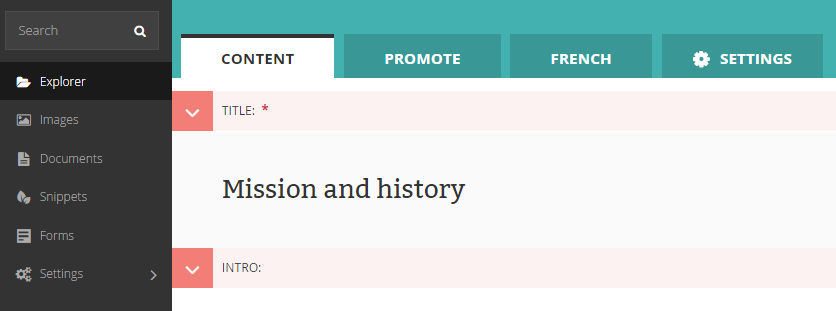 Search
Explorer
Images
Documents
Snippets
Forms
Settings
CONTENT
PROMOTE
FRENCH
SETTINGS
TITLE: *
Mission and history
INTRO: